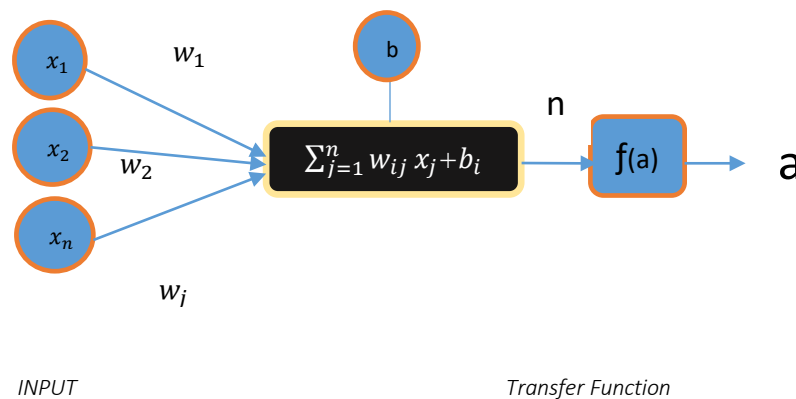 x₁
w₁
b
x₂
w₂
∑ⁿⱼ₌₁ wᵢⱼ xⱼ+bᵢ
n
ƒ(a)
a
xₙ
wⱼ
INPUT
Transfer Function